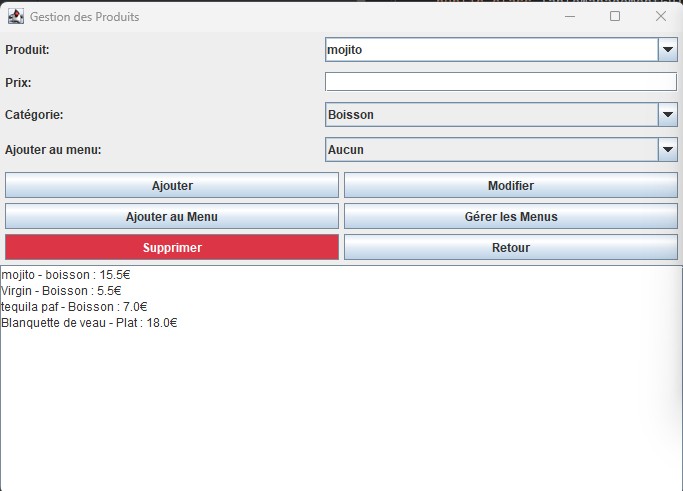 Gestion des Produits
Produit: mojito
Prix:
Catégorie: Boisson
Ajouter au menu: Aucun
Ajouter Modifier
Ajouter au Menu Gérer les Menus
Supprimer Retour
mojito - boisson : 15.5€
Virgin - Boisson : 5.5€
tequila paf - Boisson : 7.0€
Blanquette de veau - Plat : 18.0€